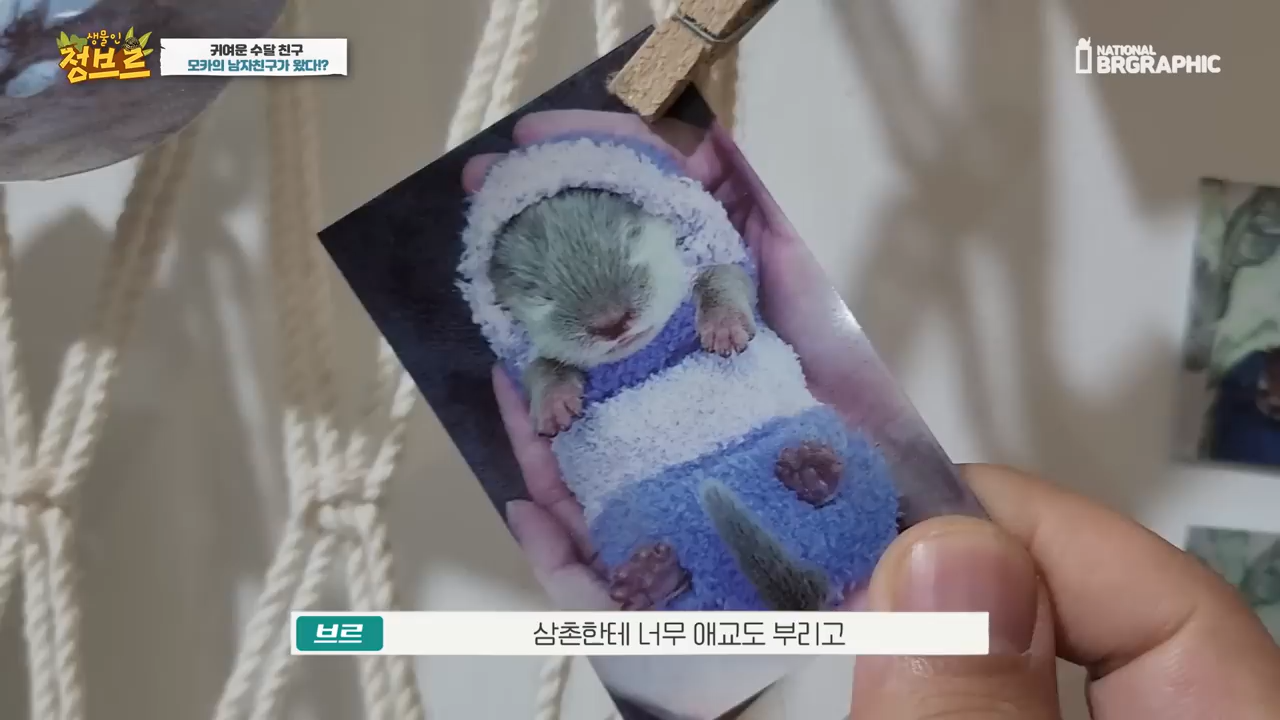 생물인
정브르
귀여운 수달 친구
모카의 남자친구가 왔다!?
NATIONAL
BRGRAPHIC
브르
삼촌한테 너무 애교도 부리고